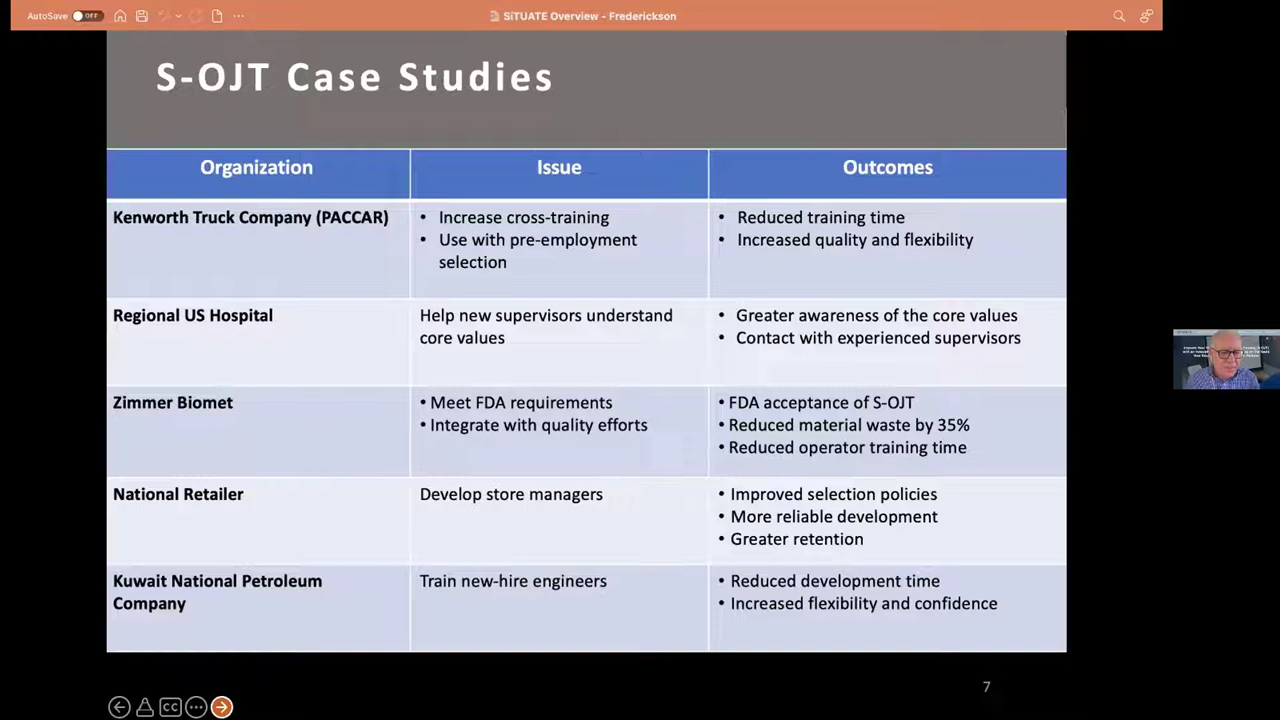 AutoSave OFF
SiTUATE Overview - Frederickson
S-OJT Case Studies
Organization
Issue
Outcomes
Kenworth Truck Company (PACCAR)
• Increase cross-training
• Use with pre-employment
selection
• Reduced training time
• Increased quality and flexibility
Regional US Hospital
Help new supervisors understand
core values
• Greater awareness of the core values
• Contact with experienced supervisors
Zimmer Biomet
• Meet FDA requirements
• Integrate with quality efforts
• FDA acceptance of S-OJT
• Reduced material waste by 35%
• Reduced operator training time
National Retailer
Develop store managers
• Improved selection policies
• More reliable development
• Greater retention
Kuwait National Petroleum
Company
Train new-hire engineers
• Reduced development time
• Increased flexibility and confidence
7
CC